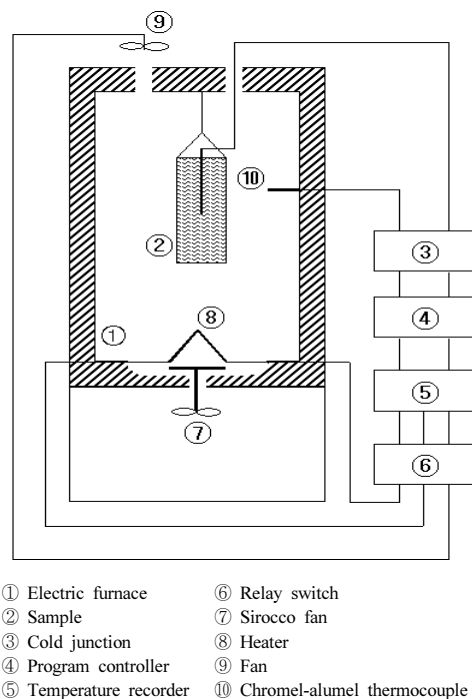 ⑨
⑩
②
③
⑧
④
①
⑤
⑦
⑥
① Electric furnace ⑥ Relay switch
② Sample ⑦ Sirocco fan
③ Cold junction ⑧ Heater
④ Program controller ⑨ Fan
⑤ Temperature recorder ⑩ Chromel-alumel thermocouple